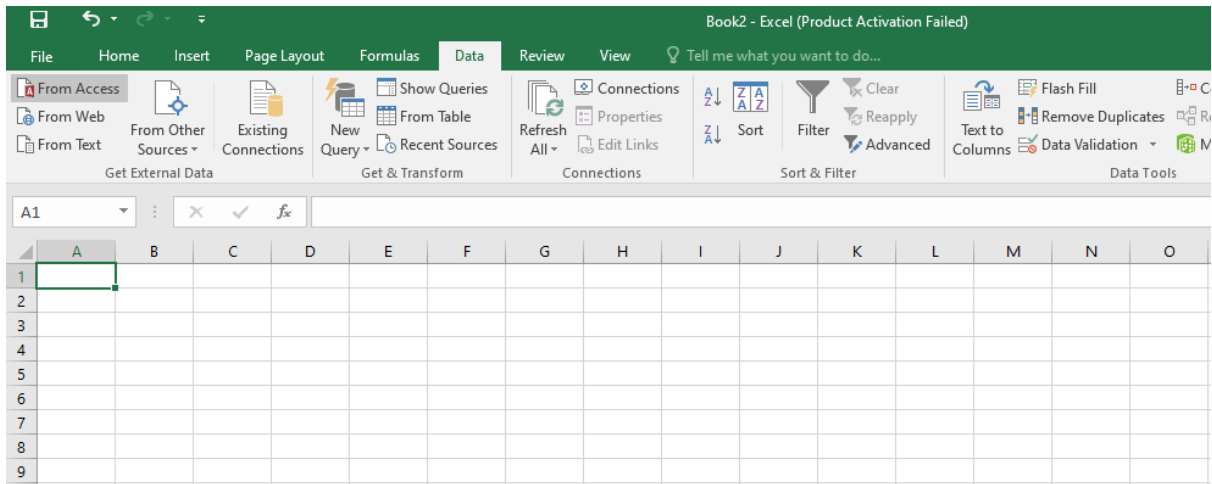 Book2 - Excel (Product Activation Failed)
File Home Insert Page Layout Formulas Data Review View Tell me what you want to do...
From Access
From Web
From Text
From Other
Sources
Existing
Connections
Get External Data
New
Query
Show Queries
From Table
Recent Sources
Get & Transform
Refresh
All
Connections
Properties
Edit Links
Connections
Sort
Filter
Clear
Reapply
Advanced
Sort & Filter
Text to
Columns
Flash Fill
Remove Duplicates
Data Validation
Data Tools
A1
fx
A B C D E F G H I J K L M N O
1
2
3
4
5
6
7
8
9